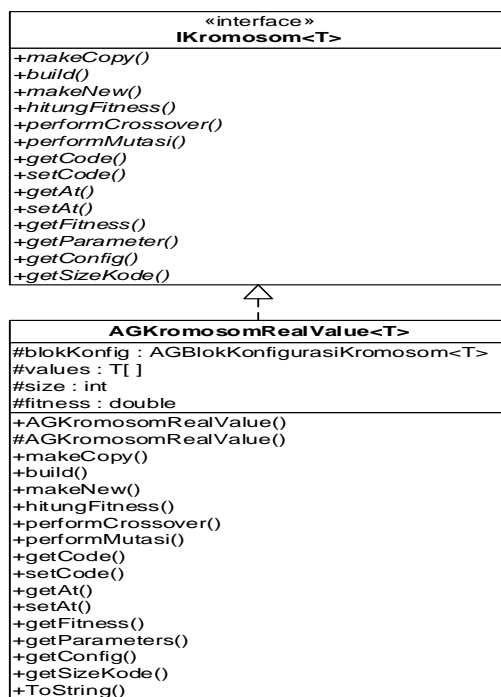 «interface»
IKromosom<T>
+makeCopy()
+build()
+makeNew()
+hitungFitness()
+performCrossover()
+performMutasi()
+getCode()
+setCode()
+getAt()
+setAt()
+getFitness()
+getParameter()
+getConfig()
+getSizeKode()
AGKromosomRealValue<T>
#blokKonfig : AGBlokKonfigurasiKromosom<T>
#values : T[ ]
#size : int
#fitness : double
+AGKromosomRealValue()
#AGKromosomRealValue()
+makeCopy()
+build()
+makeNew()
+hitungFitness()
+performCrossover()
+performMutasi()
+getCode()
+setCode()
+getAt()
+setAt()
+getFitness()
+getParameters()
+getConfig()
+getSizeKode()
+ToString()